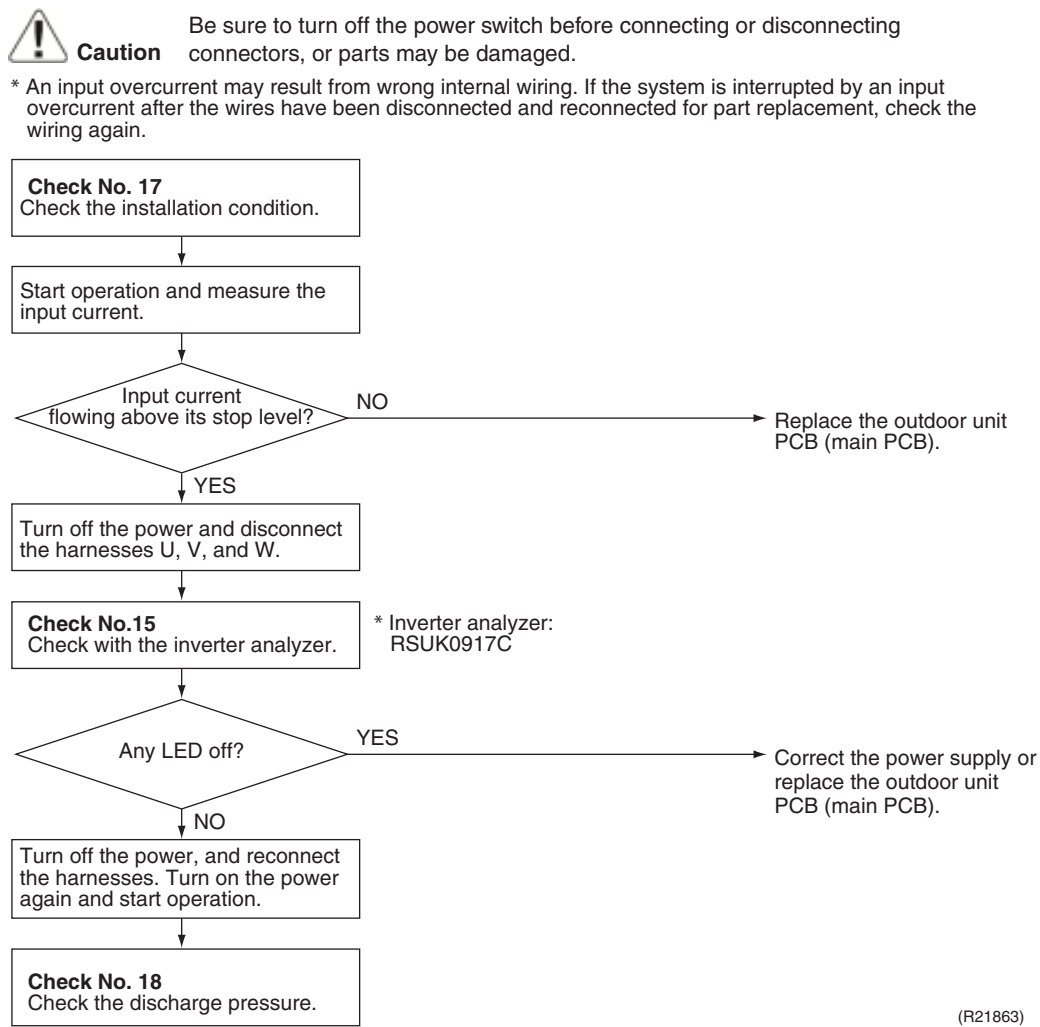 Be sure to turn off the power switch before connecting or disconnecting
Caution connectors, or parts may be damaged.
* An input overcurrent may result from wrong internal wiring. If the system is interrupted by an input
overcurrent after the wires have been disconnected and reconnected for part replacement, check the
wiring again.
Check No. 17
Check the installation condition.
Start operation and measure the
input current.
Input current
flowing above its stop level?
NO
Replace the outdoor unit
PCB (main PCB).
YES
Turn off the power and disconnect
the harnesses U, V, and W.
Check No.15
Check with the inverter analyzer.
* Inverter analyzer:
RSUK0917C
Any LED off?
YES
Correct the power supply or
replace the outdoor unit
PCB (main PCB).
NO
Turn off the power, and reconnect
the harnesses. Turn on the power
again and start operation.
Check No. 18
Check the discharge pressure.
(R21863)